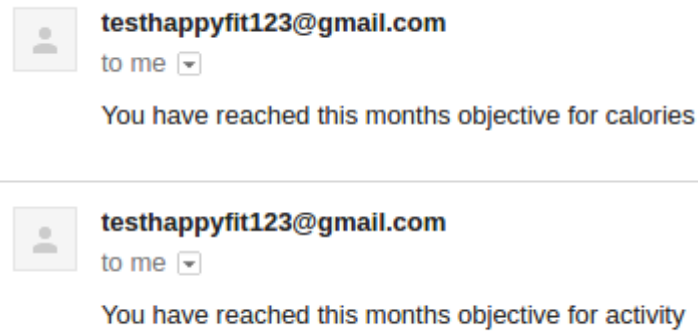 testhappyfit123@gmail.com
to me
You have reached this months objective for calories
testhappyfit123@gmail.com
to me
You have reached this months objective for activity